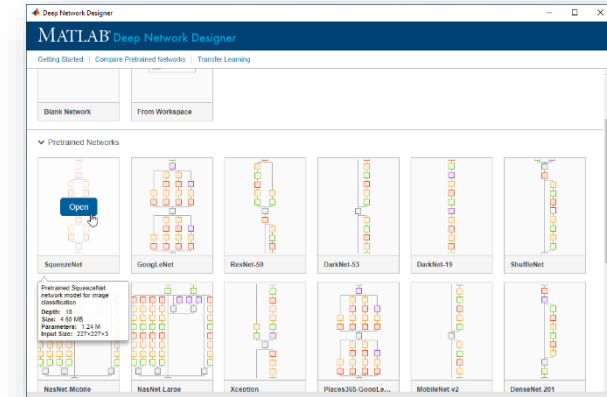 Deep Network Designer
MATLAB® Deep Network Designer
Getting Started | Compare Pretrained Networks | Transfer Learning
Blank Network
From Workspace
Pretrained Networks
Open
SqueezeNet
GoogLeNet
ResNet-50
DarkNet-53
DarkNet-19
ShuffleNet
Pretrained SqueezeNet
network model for image
classification
Depth: 18
Size: 4.60 MB
Parameters: 1.24 M
Input Size: 227×227×3
NasNet-Mobile
NasNet-Large
Xception
Places365-GoogLe...
MobileNet-v2
DenseNet-201